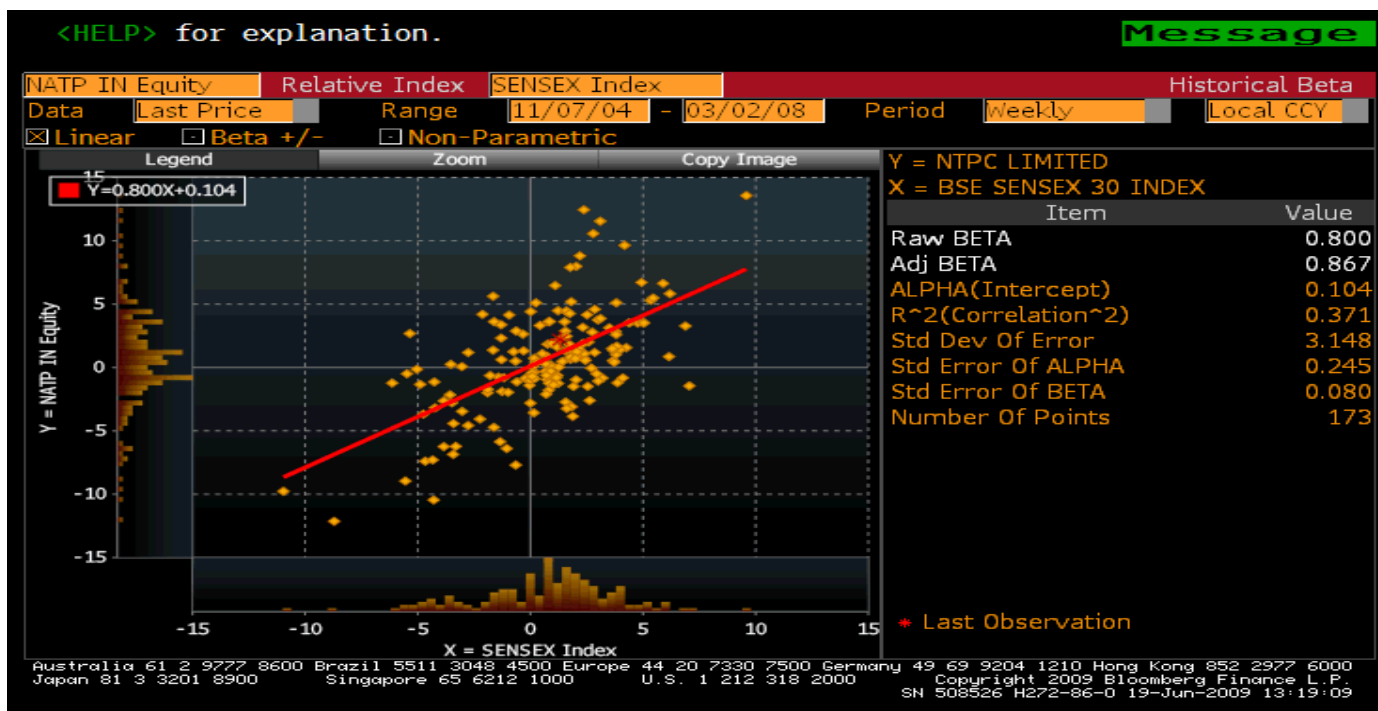 <HELP> for explanation. Message
NATP IN Equity Relative Index SENSEX Index Historical Beta
Data Last Price Range 11/07/04 - 03/02/08 Period Weekly Local CCY
Linear Beta +/- Non-Parametric
Legend Zoom Copy Image
Y=0.800X+0.104
15
10
5
0
-5
-10
-15
Y = NATP IN Equity
-15 -10 -5 0 5 10 15
X = SENSEX Index
Y = NTPC LIMITED
X = BSE SENSEX 30 INDEX
Item Value
Raw BETA 0.800
Adj BETA 0.867
ALPHA(Intercept) 0.104
R^2(Correlation^2) 0.371
Std Dev Of Error 3.148
Std Error Of ALPHA 0.245
Std Error Of BETA 0.080
Number Of Points 173
* Last Observation
Australia 61 2 9777 8600 Brazil 5511 3048 4500 Europe 44 20 7330 7500 Germany 49 69 9204 1210 Hong Kong 852 2977 6000
Japan 81 3 3201 8900 Singapore 65 6212 1000 U.S. 1 212 318 2000 Copyright 2009 Bloomberg Finance L.P.
SN 508526 H272-86-0 19-Jun-2009 13:19:09